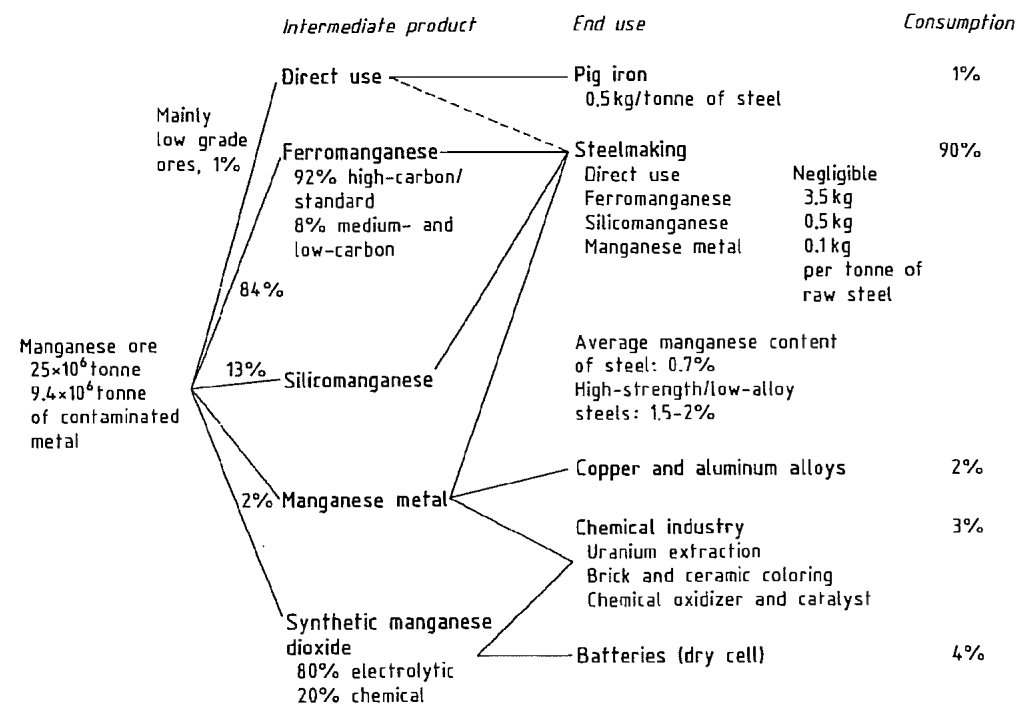 Intermediate product End use Consumption
Direct use Pig iron 1%
0.5kg/tonne of steel
Mainly
low grade
ores, 1%
Ferromanganese Steelmaking 90%
92% high-carbon/ Direct use Negligible
standard Ferromanganese 3.5kg
8% medium- and Silicomanganese 0.5kg
low-carbon Manganese metal 0.1kg
per tonne of
raw steel
84%
Manganese ore
25×10⁶tonne
9.4×10⁶tonne
of contaminated
metal
13% Silicomanganese
Average manganese content
of steel: 0.7%
High-strength/low-alloy
steels: 1.5-2%
2% Manganese metal
Copper and aluminum alloys 2%
Chemical industry 3%
Uranium extraction
Brick and ceramic coloring
Chemical oxidizer and catalyst
Synthetic manganese
dioxide
80% electrolytic
20% chemical
Batteries (dry cell) 4%